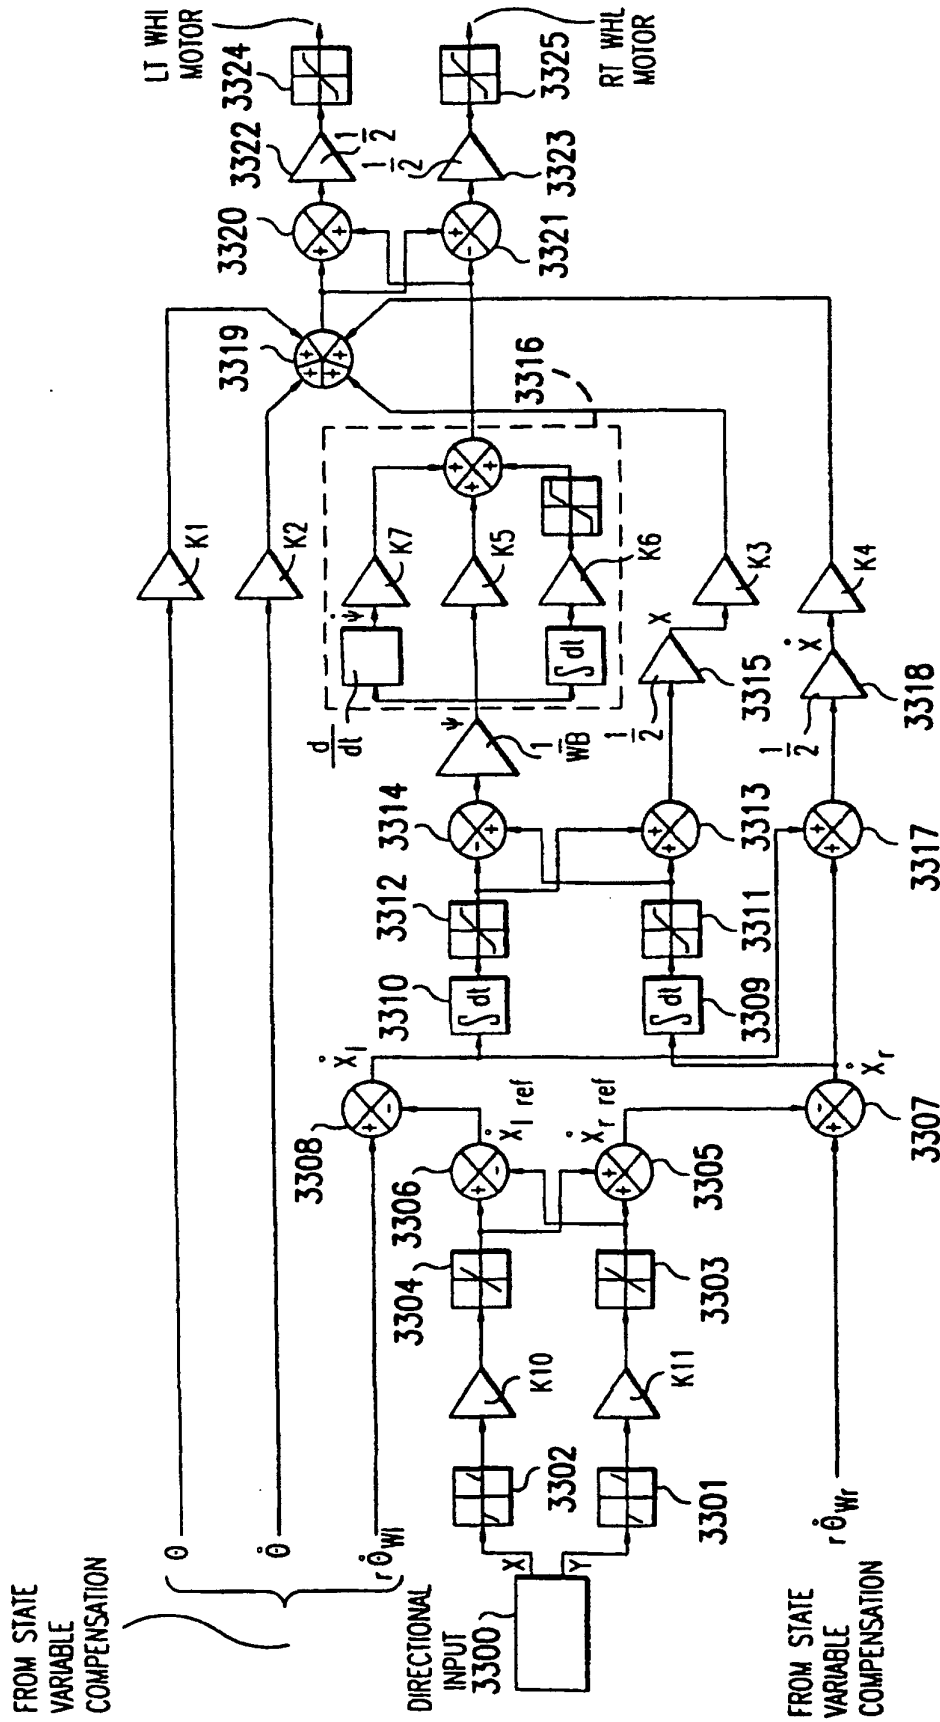 FROM STATE
VARIABLE
COMPENSATION
θ
θ̇
rθ̇Wl
DIRECTIONAL
INPUT
3300
X
Y
FROM STATE
VARIABLE
COMPENSATION
rθ̇Wr
3302
3301
K10
K11
3304
3303
3306
3305
Ẋl ref
Ẋr ref
3308
3307
Ẋl
Ẋr
3310
∫dt
3309
∫dt
3312
3311
3314
3313
3317
+
-
1/WB
ψ
1/2
3315
X
1/2
3318
Ẋ
d/dt
ψ̇
∫dt
K7
K5
K6
K1
K2
K3
K4
3316
3319
3320
3321
3322
1/2
1/2
3323
3324
3325
LT WHl
MOTOR
RT WHL
MOTOR